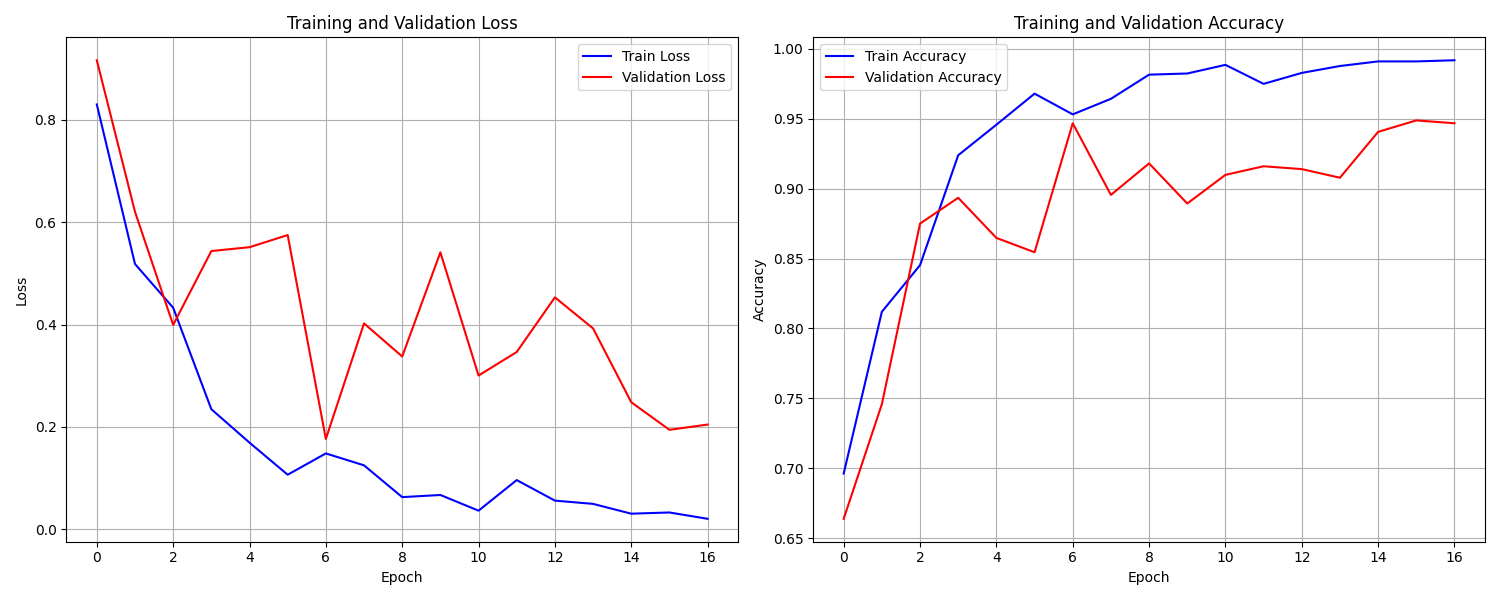 Training and Validation Loss
Train Loss
Validation Loss
0.8
0.6
0.4
0.2
0.0
Loss
0 2 4 6 8 10 12 14 16
Epoch
Training and Validation Accuracy
Train Accuracy
Validation Accuracy
1.00
0.95
0.90
0.85
0.80
0.75
0.70
0.65
Accuracy
0 2 4 6 8 10 12 14 16
Epoch